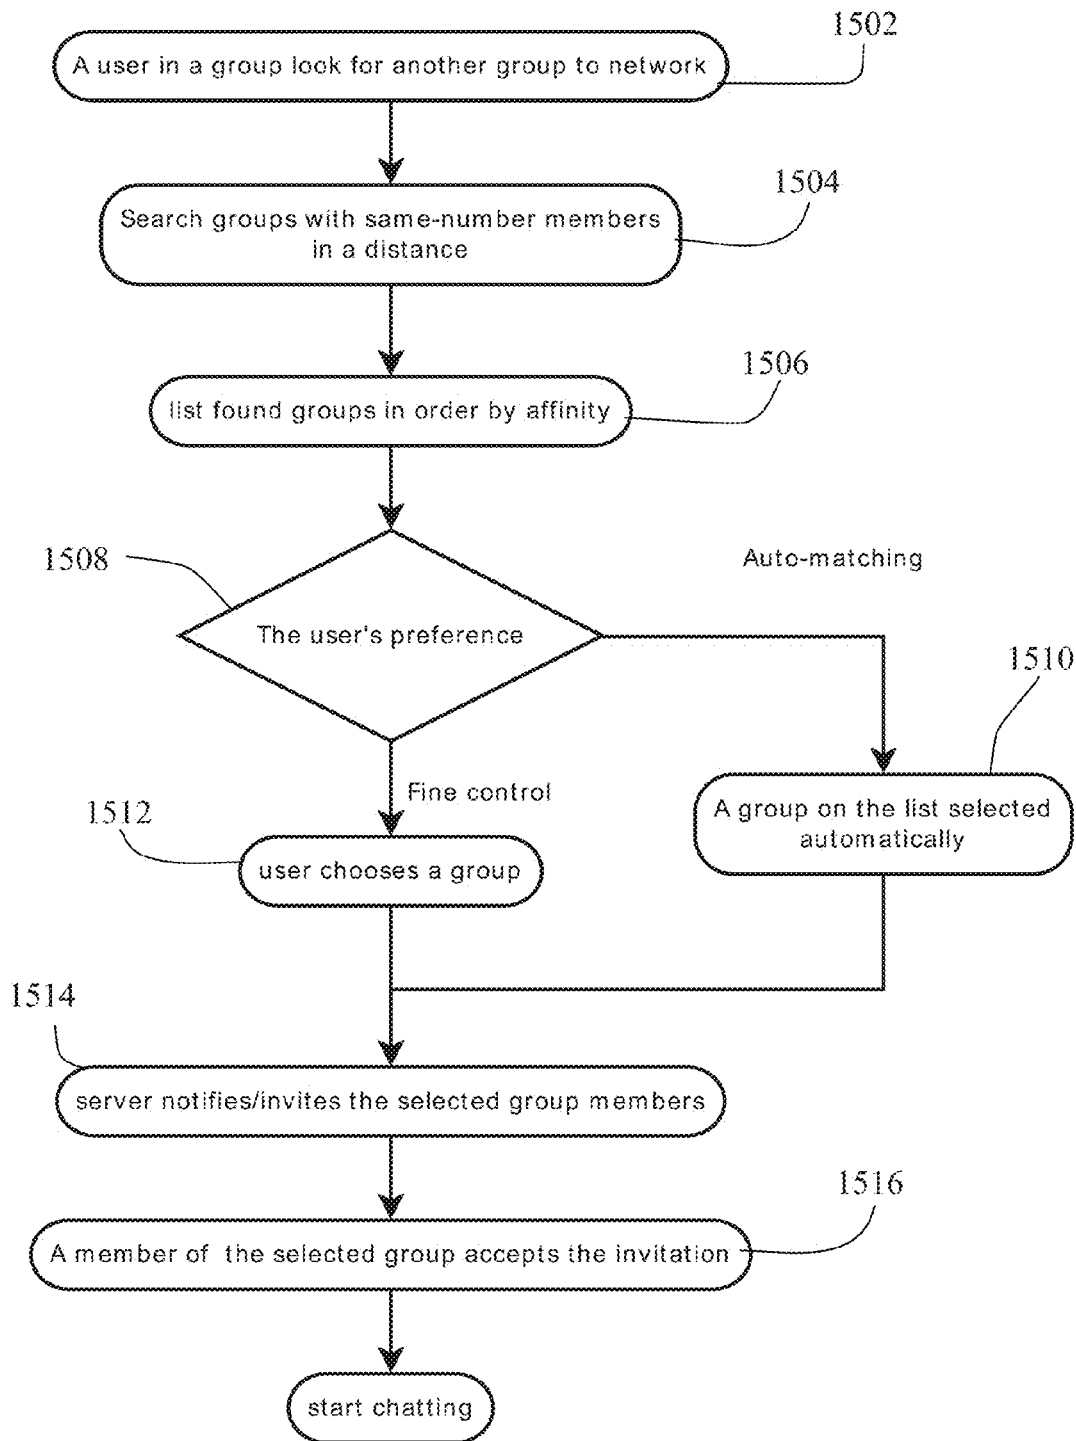 1502
A user in a group look for another group to network
1504
Search groups with same-number members
in a distance
1506
list found groups in order by affinity
1508
The user's preference
Auto-matching
1510
A group on the list selected
automatically
Fine control
1512
user chooses a group
1514
server notifies/invites the selected group members
1516
A member of the selected group accepts the invitation
start chatting